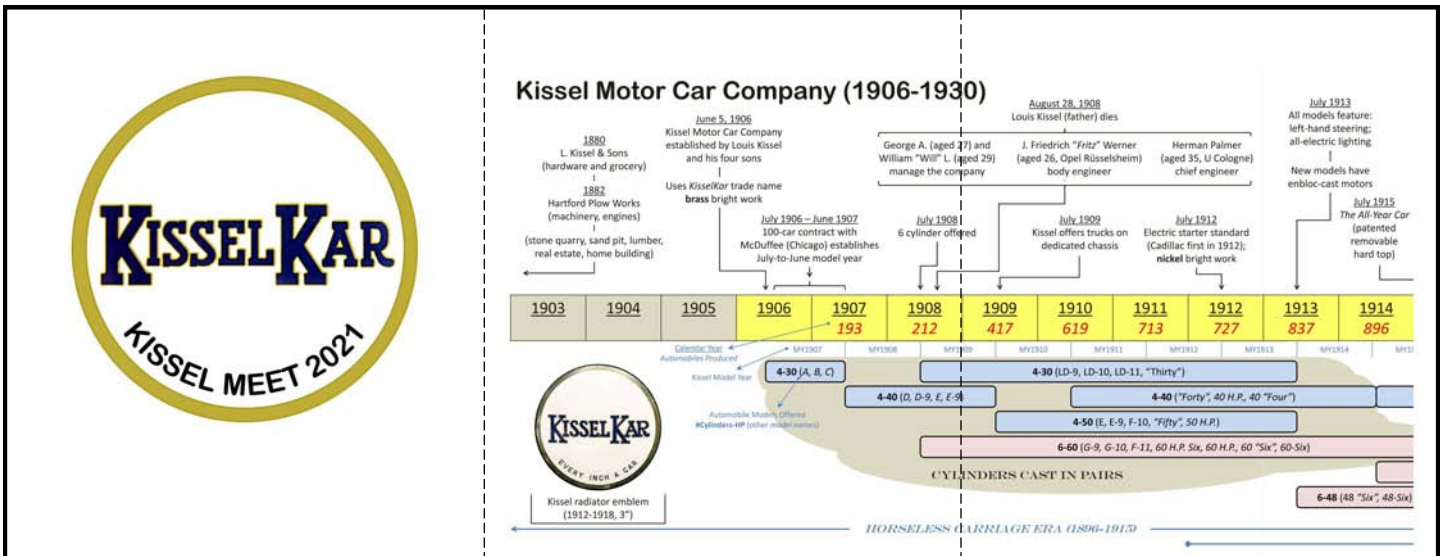 KISSELKAR
KISSEL MEET 2021
Kissel Motor Car Company (1906-1930)
1880
L. Kissel & Sons
(hardware and grocery)
1882
Hartford Plow Works
(machinery, engines)
(stone quarry, sand pit, lumber,
real estate, home building)
June 5, 1906
Kissel Motor Car Company
established by Louis Kissel
and his four sons
Uses KisselKar trade name
brass bright work
July 1906 – June 1907
100-car contract with
McDuffee (Chicago) establishes
July-to-June model year
August 28, 1908
Louis Kissel (father) dies
George A. (aged 27) and
William "Will" L. (aged 29)
manage the company
J. Friedrich "Fritz" Werner
(aged 26, Opel Rüsselsheim)
body engineer
Herman Palmer
(aged 35, U Cologne)
chief engineer
July 1908
6 cylinder offered
July 1909
Kissel offers trucks on
dedicated chassis
July 1912
Electric starter standard
(Cadillac first in 1912);
nickel bright work
July 1913
All models feature:
left-hand steering;
all-electric lighting
New models have
enbloc-cast motors
July 1915
The All-Year Car
(patented
removable
hard top)
1903 1904 1905 1906 1907 1908 1909 1910 1911 1912 1913 1914
193 212 417 619 713 727 837 896
Calendar Year
Automobiles Produced
MY1907 MY1908 MY1909 MY1910 MY1911 MY1912 MY1913 MY1914
Kissel Model Year
4-30 (A, B, C)
4-30 (LD-9, LD-10, LD-11, "Thirty")
4-40 (D, D-9, E, E-9)
4-40 ("Forty", 40 H.P., 40 "Four")
Automobile Models Offered
#Cylinders-HP (other model names)
4-50 (E, E-9, F-10, "Fifty", 50 H.P.)
6-60 (G-9, G-10, F-11, 60 H.P. Six, 60 H.P., 60 "Six", 60-Six)
CYLINDERS CAST IN PAIRS
6-48 (48 "Six", 48-Six)
KISSELKAR
EVERY INCH A CAR
Kissel radiator emblem
(1912-1918, 3")
HORSELESS CARRIAGE ERA (1896-1915)